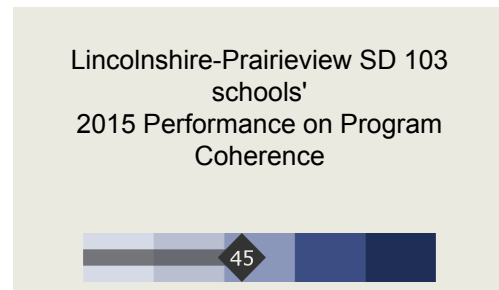 Lincolnshire-Prairieview SD 103
schools'
2015 Performance on Program
Coherence
45